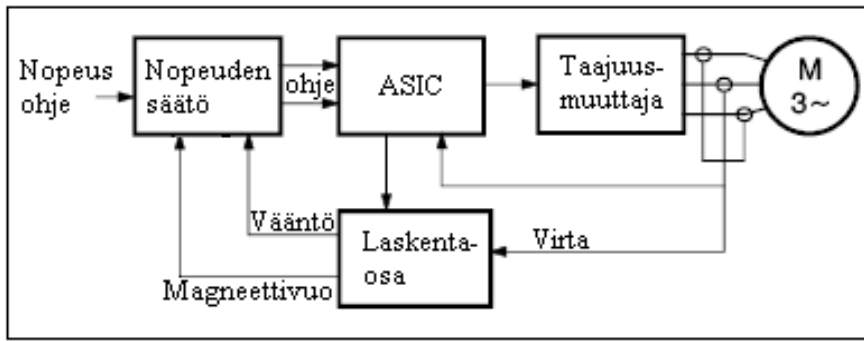 Nopeus
ohje
Nopeuden
säätö
ohje
ASIC
Taajuus-
muuttaja
M
3~
Vääntö
Magneettivuo
Laskenta-
osa
Virta